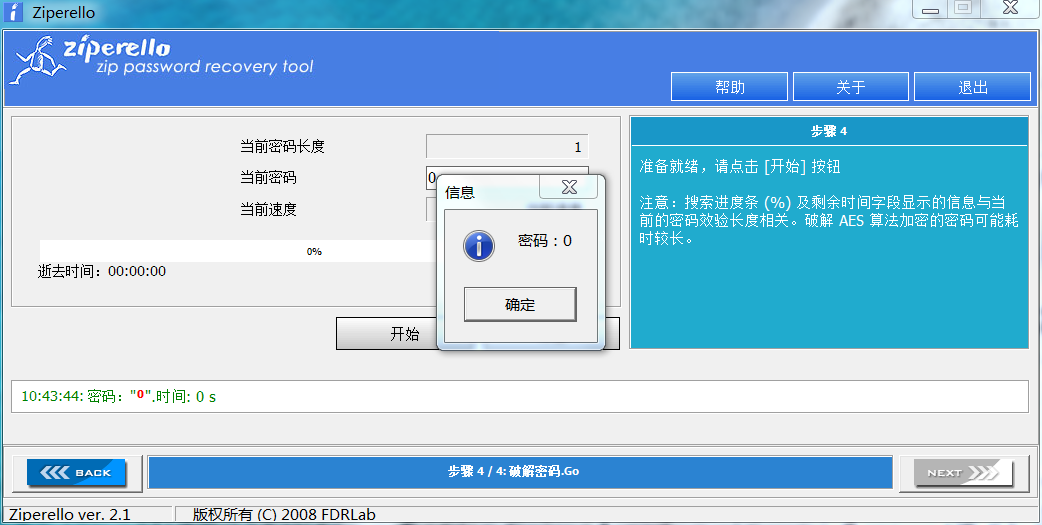 Ziperello
ziperello
zip password recovery tool
帮助
关于
退出
当前密码长度
1
当前密码
0
当前速度
0%
逝去时间：00:00:00
开始
信息
密码：0
确定
步骤 4
准备就绪，请点击 [开始] 按钮
注意：搜索进度条 (%) 及剩余时间字段显示的信息与当
前的密码效验长度相关。破解 AES 算法加密的密码可能耗
时较长。
10:43:44: 密码： "0".时间: 0 s
BACK
步骤 4 / 4: 破解密码.Go
NEXT
Ziperello ver. 2.1
版权所有 (C) 2008 FDRLab